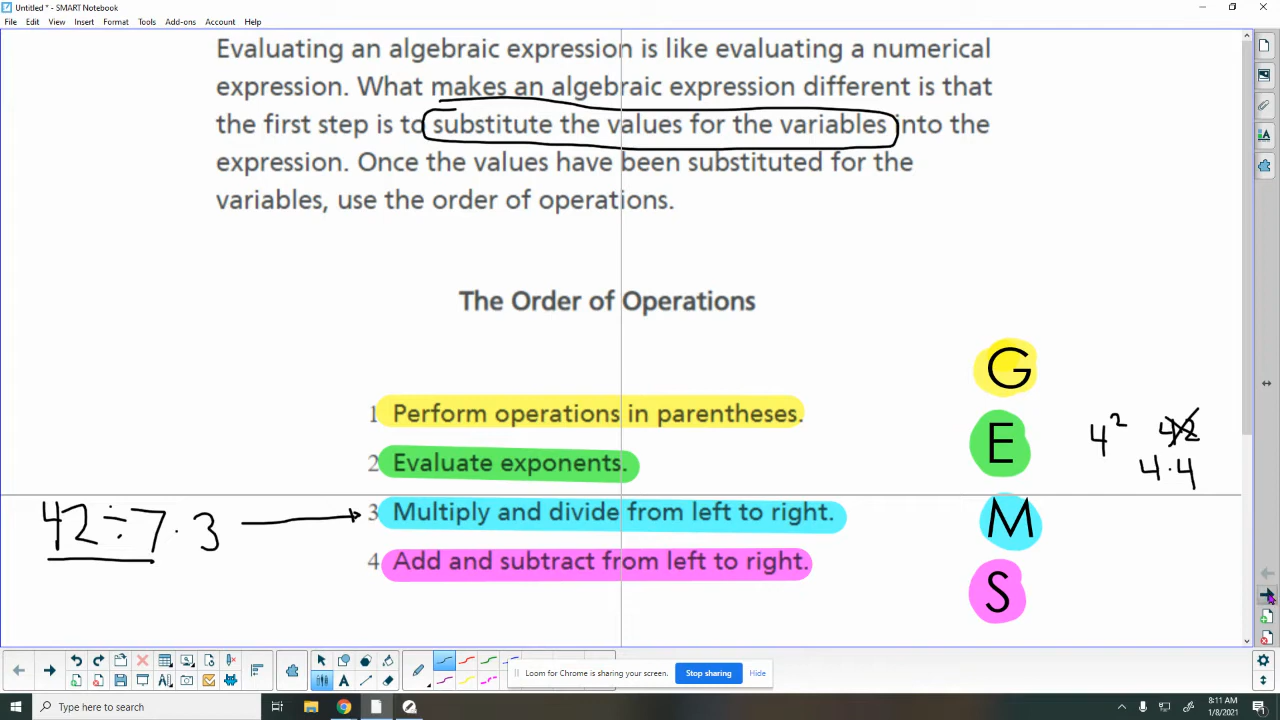 Untitled * - SMART Notebook
File Edit View Insert Format Tools Add-ons Account Help
Evaluating an algebraic expression is like evaluating a numerical
expression. What makes an algebraic expression different is that
the first step is to substitute the values for the variables into the
expression. Once the values have been substituted for the
variables, use the order of operations.
The Order of Operations
G
1 Perform operations in parentheses.
E
4² 42
4·4
2 Evaluate exponents.
42÷7·3
3 Multiply and divide from left to right.
M
4 Add and subtract from left to right.
S
Loom for Chrome is sharing your screen. Stop sharing Hide
Type here to search
8:11 AM
1/8/2021